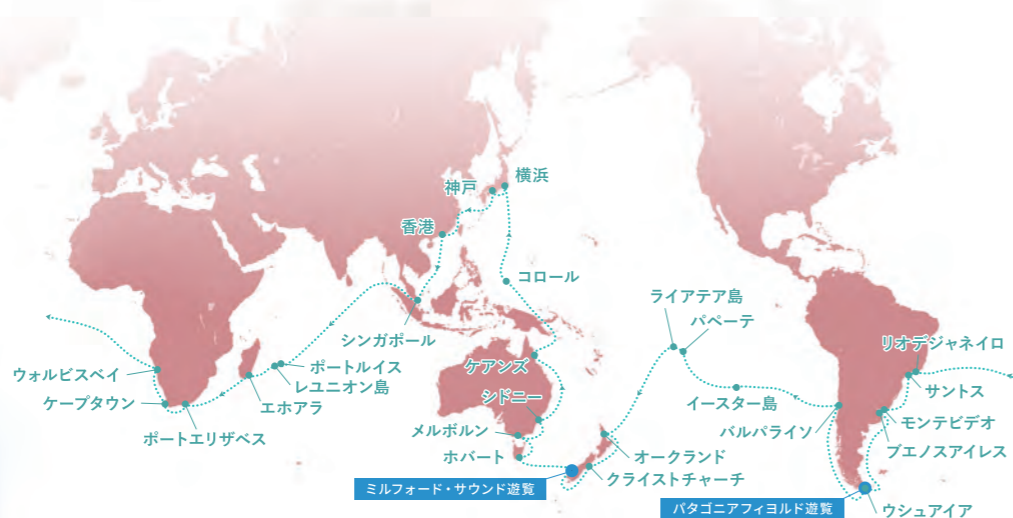 横浜
神戸
香港
コロール
ライアテア島
パペーテ
シンガポール
リオデジャネイロ
ポートルイス
ケアンズ
ウォルビスベイ
レユニオン島
サントス
シドニー
イースター島
ケープタウン
エホアラ
モンテビデオ
メルボルン
バルパライソ
ポートエリザベス
ブエノスアイレス
ホバート
オークランド
クライストチャーチ
ミルフォード・サウンド遊覧
パタゴニアフィヨルド遊覧
ウシュアイア